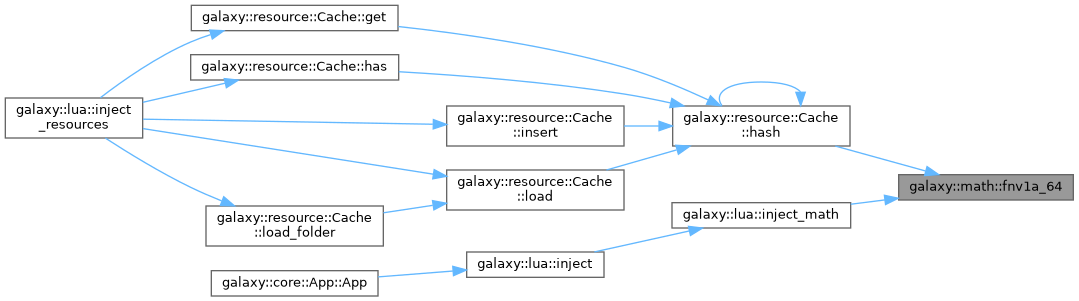 galaxy::resource::Cache::get
galaxy::resource::Cache::has
galaxy::lua::inject
_resources
galaxy::resource::Cache
::insert
galaxy::resource::Cache
::hash
galaxy::resource::Cache
::load
galaxy::math::fnv1a_64
galaxy::resource::Cache
::load_folder
galaxy::lua::inject_math
galaxy::lua::inject
galaxy::core::App::App